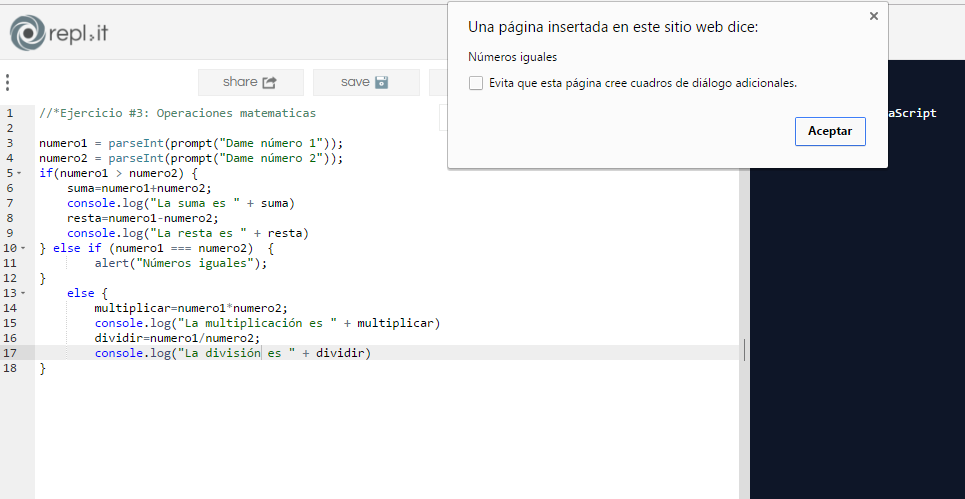 repl.it
share
save
Una página insertada en este sitio web dice:
Números iguales
Evita que esta página cree cuadros de diálogo adicionales.
Aceptar
aScript
1 //*Ejercicio #3: Operaciones matematicas
2
3 numero1 = parseInt(prompt("Dame número 1"));
4 numero2 = parseInt(prompt("Dame número 2"));
5 if(numero1 > numero2) {
6 suma=numero1+numero2;
7 console.log("La suma es " + suma)
8 resta=numero1-numero2;
9 console.log("La resta es " + resta)
10 } else if (numero1 === numero2) {
11 alert("Números iguales");
12 }
13 else {
14 multiplicar=numero1*numero2;
15 console.log("La multiplicación es " + multiplicar)
16 dividir=numero1/numero2;
17 console.log("La división es " + dividir)
18 }